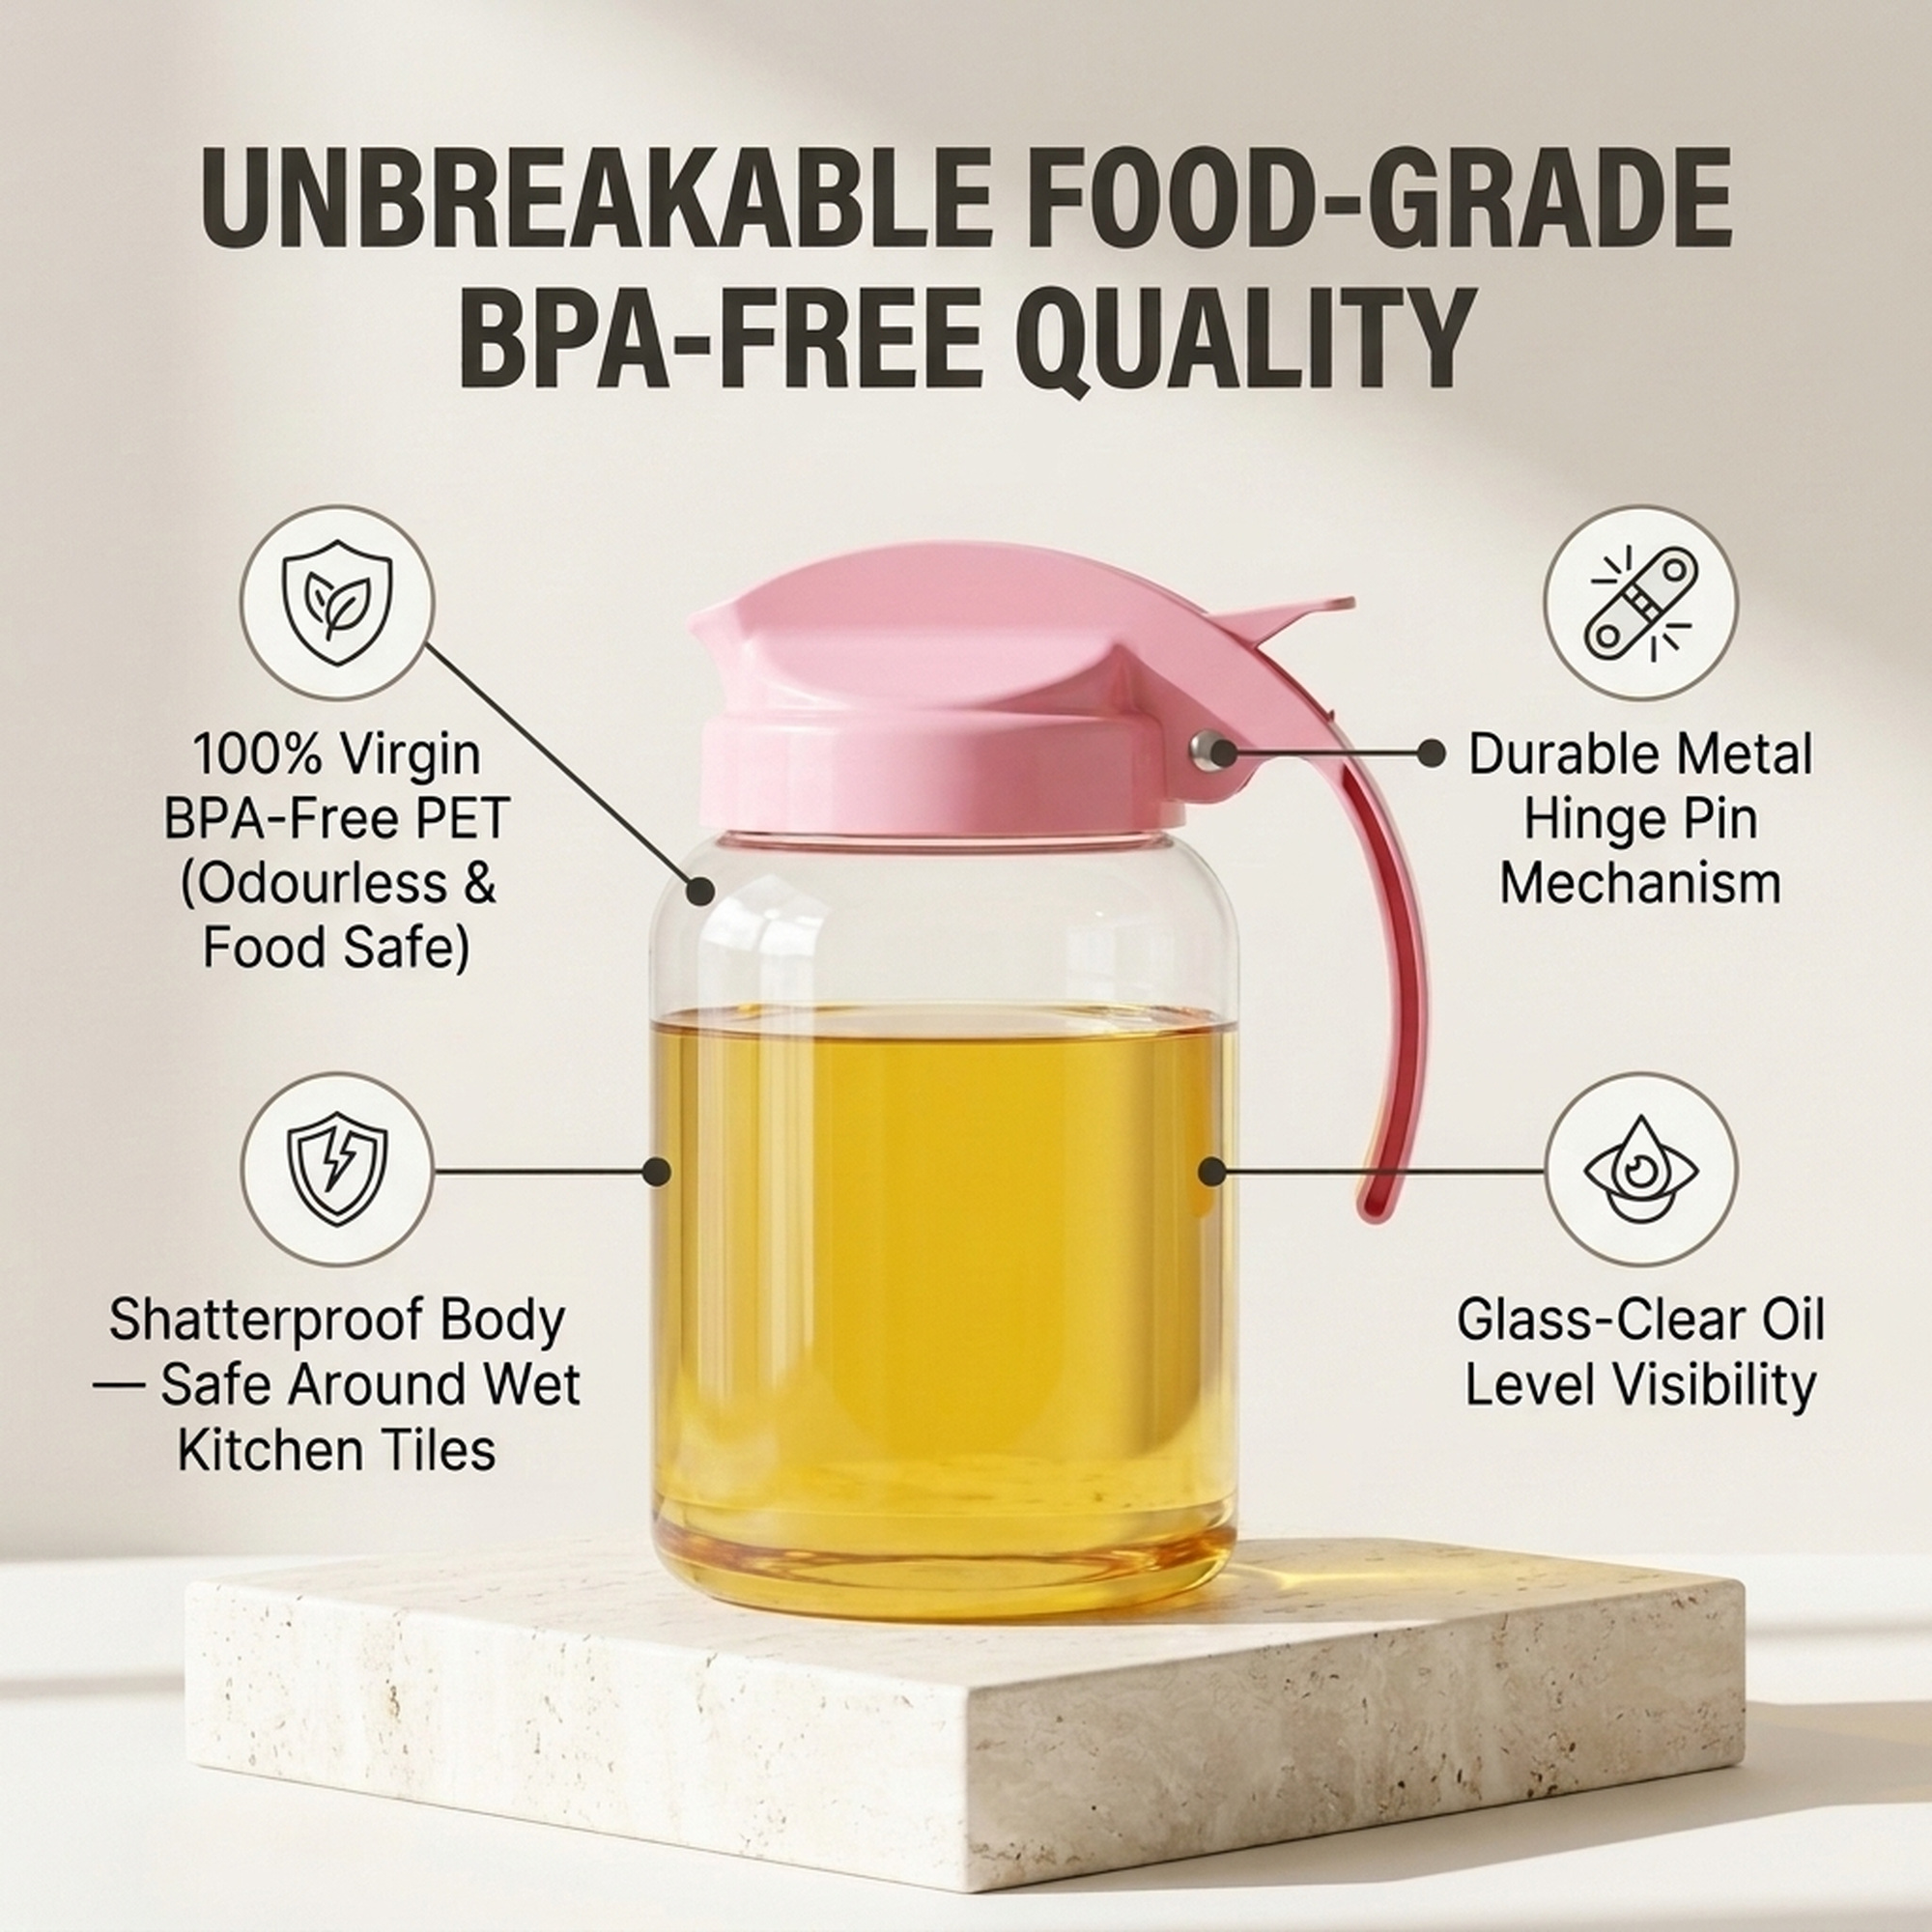 UNBREAKABLE FOOD-GRADE
BPA-FREE QUALITY
100% Virgin
BPA-Free PET
(Odourless &
Food Safe)
Durable Metal
Hinge Pin
Mechanism
Shatterproof Body
— Safe Around Wet
Kitchen Tiles
Glass-Clear Oil
Level Visibility